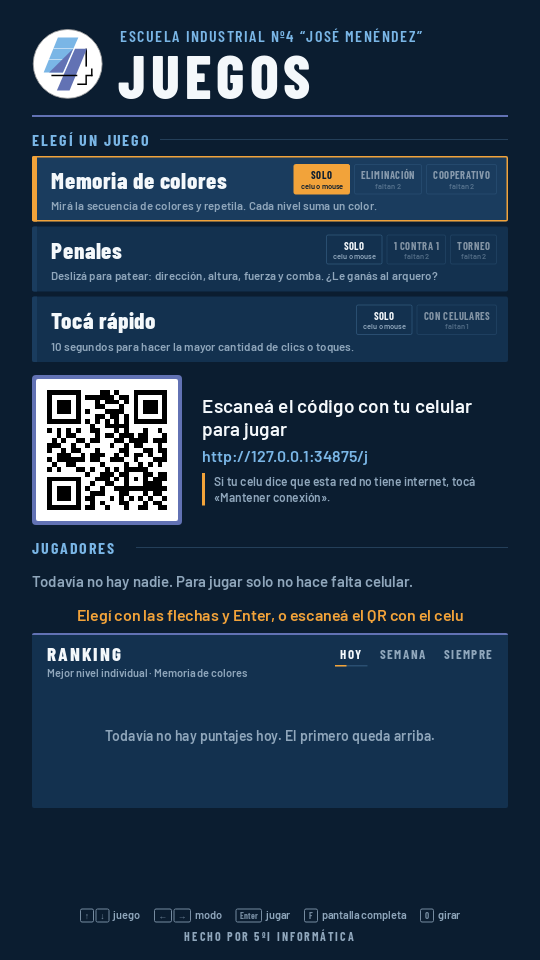 ESCUELA INDUSTRIAL Nº4 “JOSÉ MENÉNDEZ”
JUEGOS
ELEGÍ UN JUEGO
Memoria de colores
SOLO
celu o mouse
ELIMINACIÓN
faltan 2
COOPERATIVO
faltan 2
Mirá la secuencia de colores y repetila. Cada nivel suma un color.
Penales
SOLO
celu o mouse
1 CONTRA 1
faltan 2
TORNEO
faltan 2
Deslizá para patear: dirección, altura, fuerza y comba. ¿Le ganás al arquero?
Tocá rápido
SOLO
celu o mouse
CON CELULARES
faltan 1
10 segundos para hacer la mayor cantidad de clics o toques.
Escaneá el código con tu celular
para jugar
http://127.0.0.1:34875/j
Si tu celu dice que esta red no tiene internet, tocá
«Mantener conexión».
JUGADORES
Todavía no hay nadie. Para jugar solo no hace falta celular.
Elegí con las flechas y Enter, o escaneá el QR con el celu
RANKING
HOY SEMANA SIEMPRE
Mejor nivel individual · Memoria de colores
Todavía no hay puntajes hoy. El primero queda arriba.
↑ ↓ juego ← → modo Enter jugar F pantalla completa 0 girar
HECHO POR 5º1 INFORMÁTICA